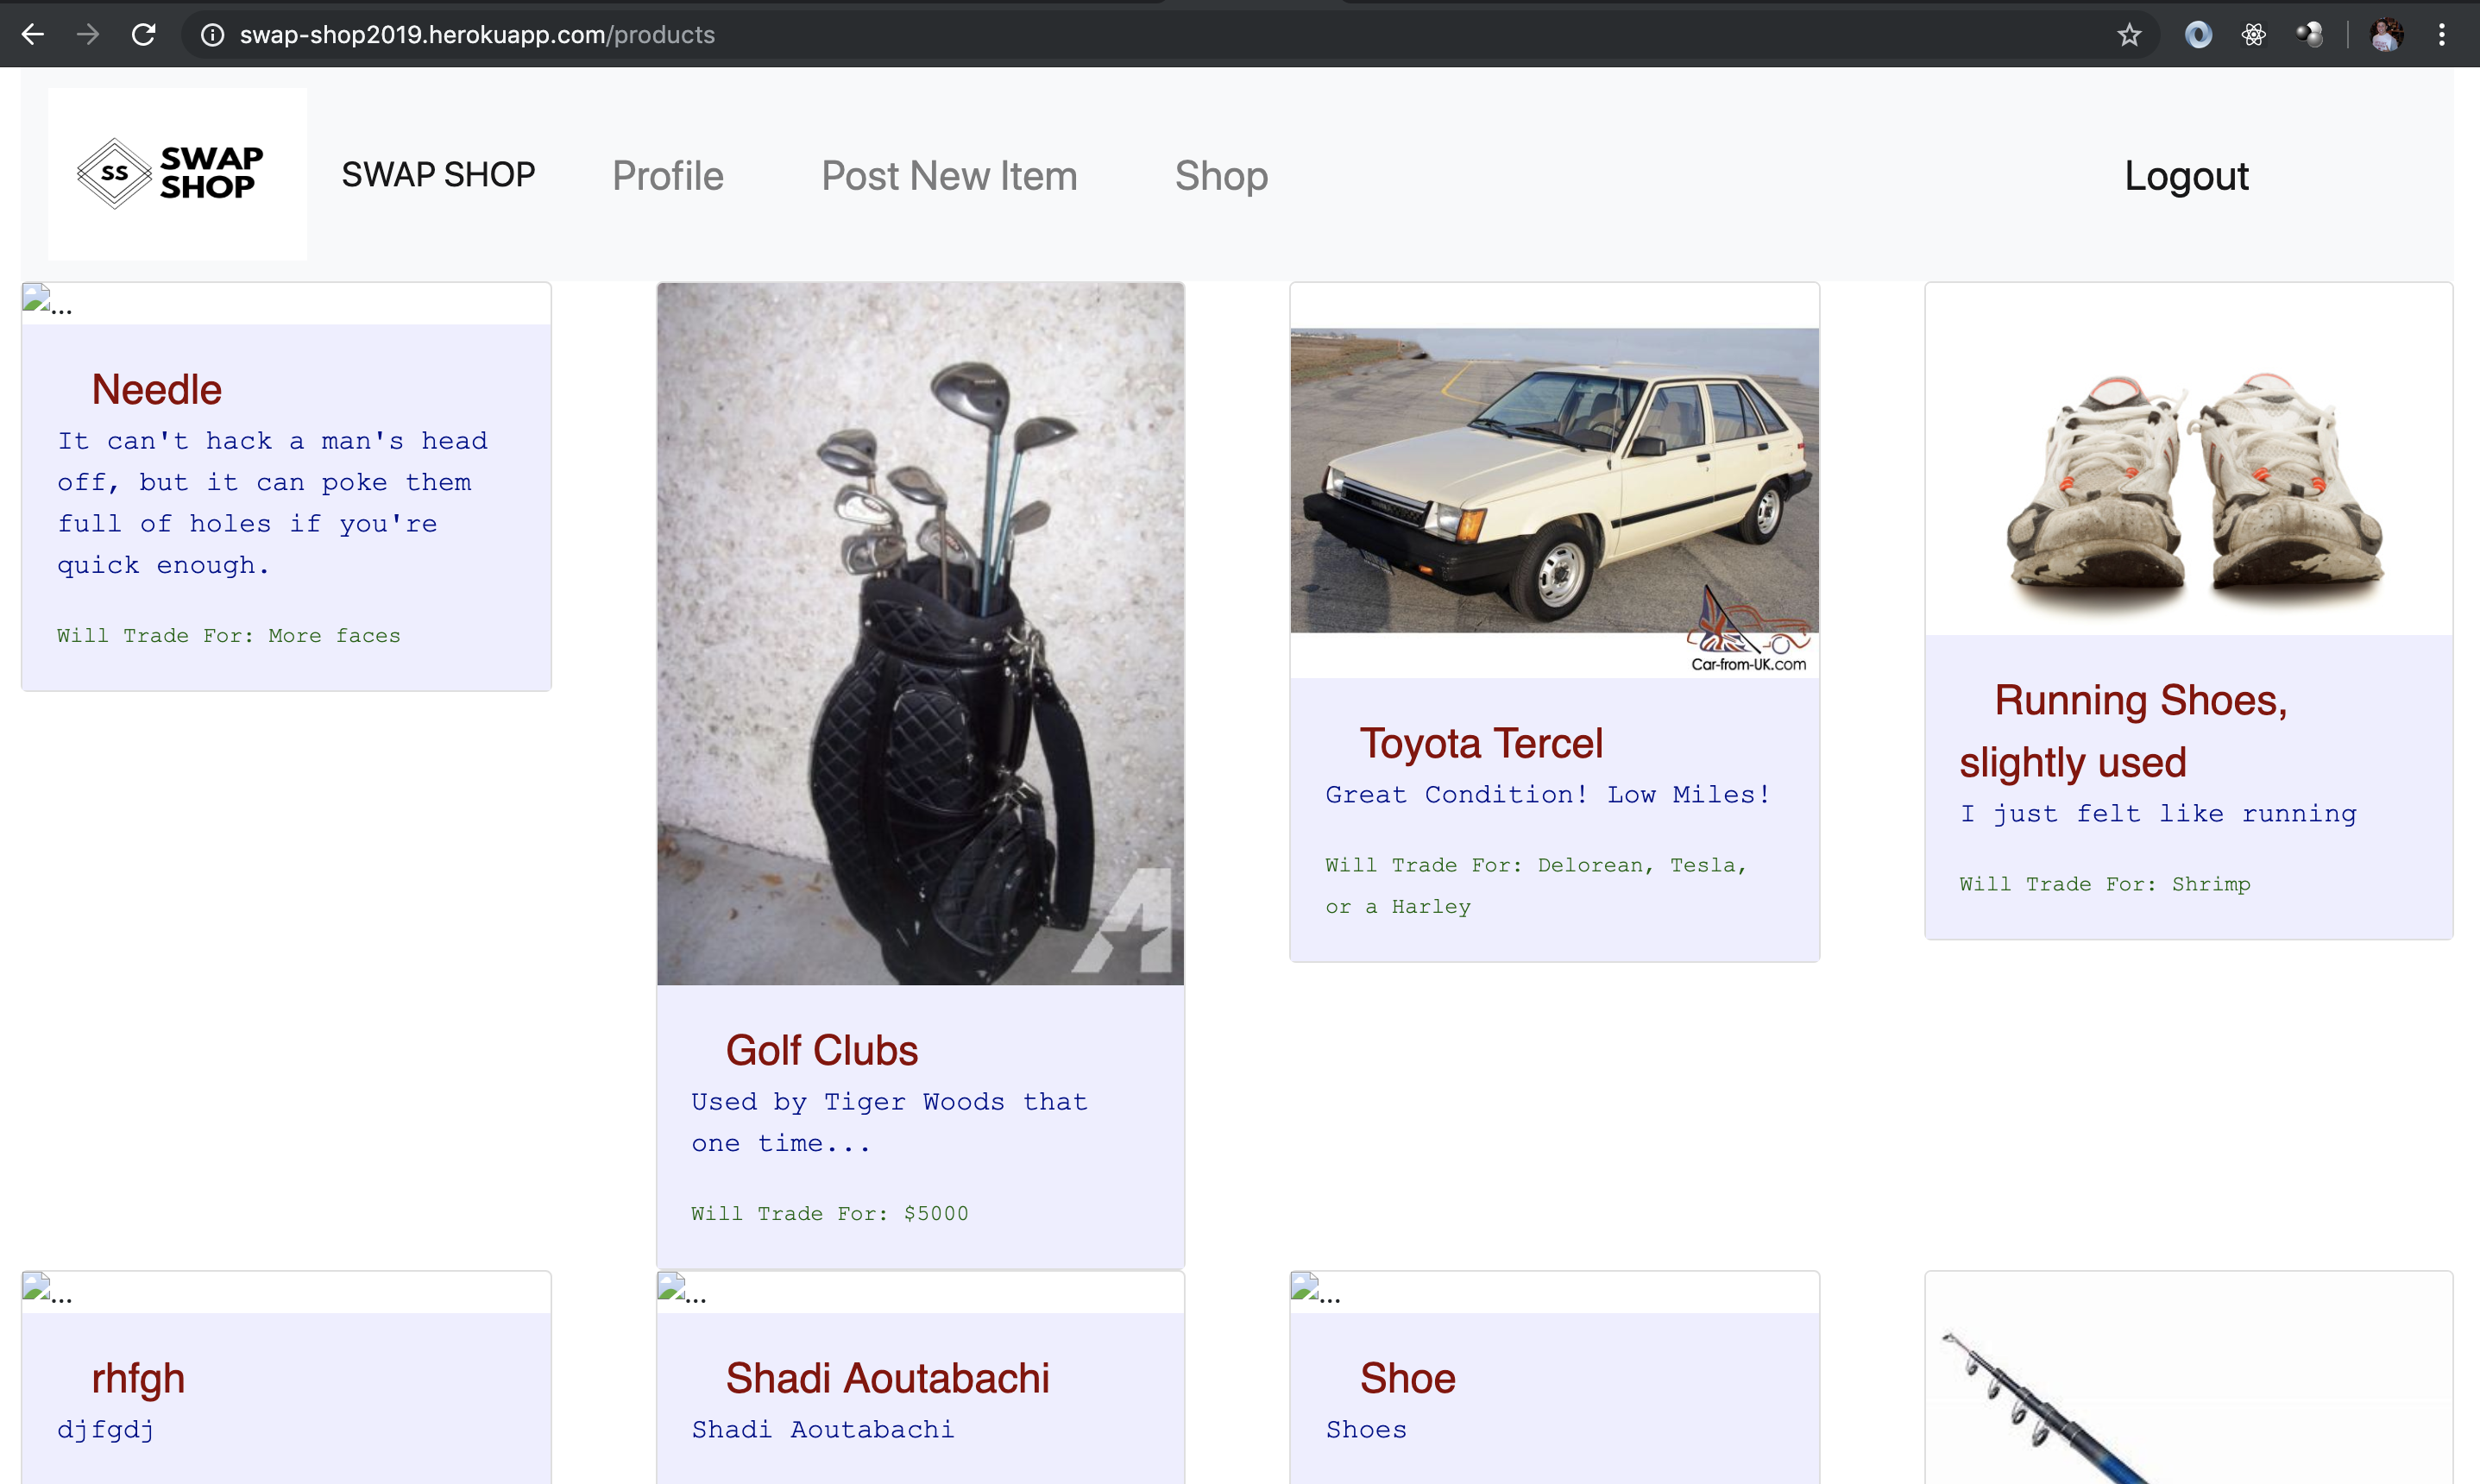 swap-shop2019.herokuapp.com/products
SS
SWAP
SHOP
SWAP SHOP
Profile
Post New Item
Shop
Logout
...
Needle
It can't hack a man's head
off, but it can poke them
full of holes if you're
quick enough.
Will Trade For: More faces
A
Golf Clubs
Used by Tiger Woods that
one time...
Will Trade For: $5000
Car-from-UK.com
Toyota Tercel
Great Condition! Low Miles!
Will Trade For: Delorean, Tesla,
or a Harley
Running Shoes,
slightly used
I just felt like running
Will Trade For: Shrimp
...
rhfgh
djfgdj
...
Shadi Aoutabachi
Shadi Aoutabachi
...
Shoe
Shoes